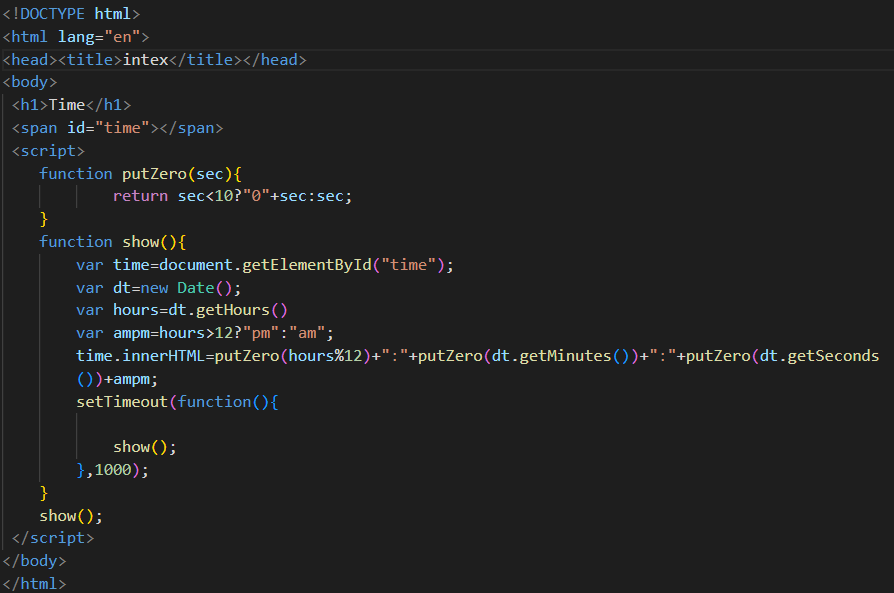 <!DOCTYPE html>
<html lang="en">
<head><title>intex</title></head>
<body>
<h1>Time</h1>
<span id="time"></span>
<script>
function putZero(sec){
return sec<10?"0"+sec:sec;
}
function show(){
var time=document.getElementById("time");
var dt=new Date();
var hours=dt.getHours()
var ampm=hours>12?"pm":"am";
time.innerHTML=putZero(hours%12)+":"+putZero(dt.getMinutes())+":"+putZero(dt.getSeconds
())+ampm;
setTimeout(function(){
show();
},1000);
}
show();
</script>
</body>
</html>